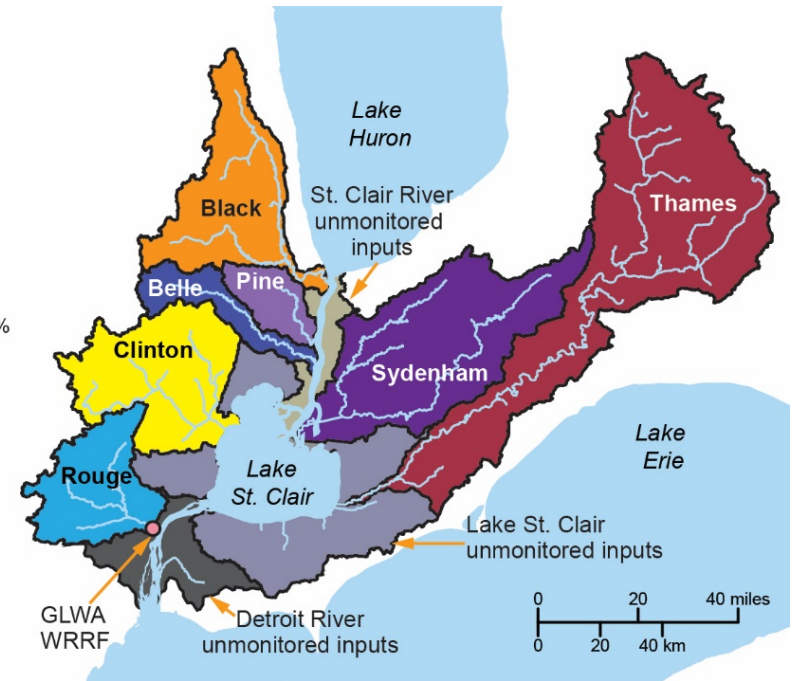 Lake
Huron
St. Clair River
unmonitored
inputs
Black
Thames
Belle
Pine
%
Clinton
Sydenham
Lake
Erie
Rouge
Lake
St. Clair
Lake St. Clair
unmonitored inputs
GLWA
WRRF
Detroit River
unmonitored inputs
0 20 40 miles
0 20 40 km